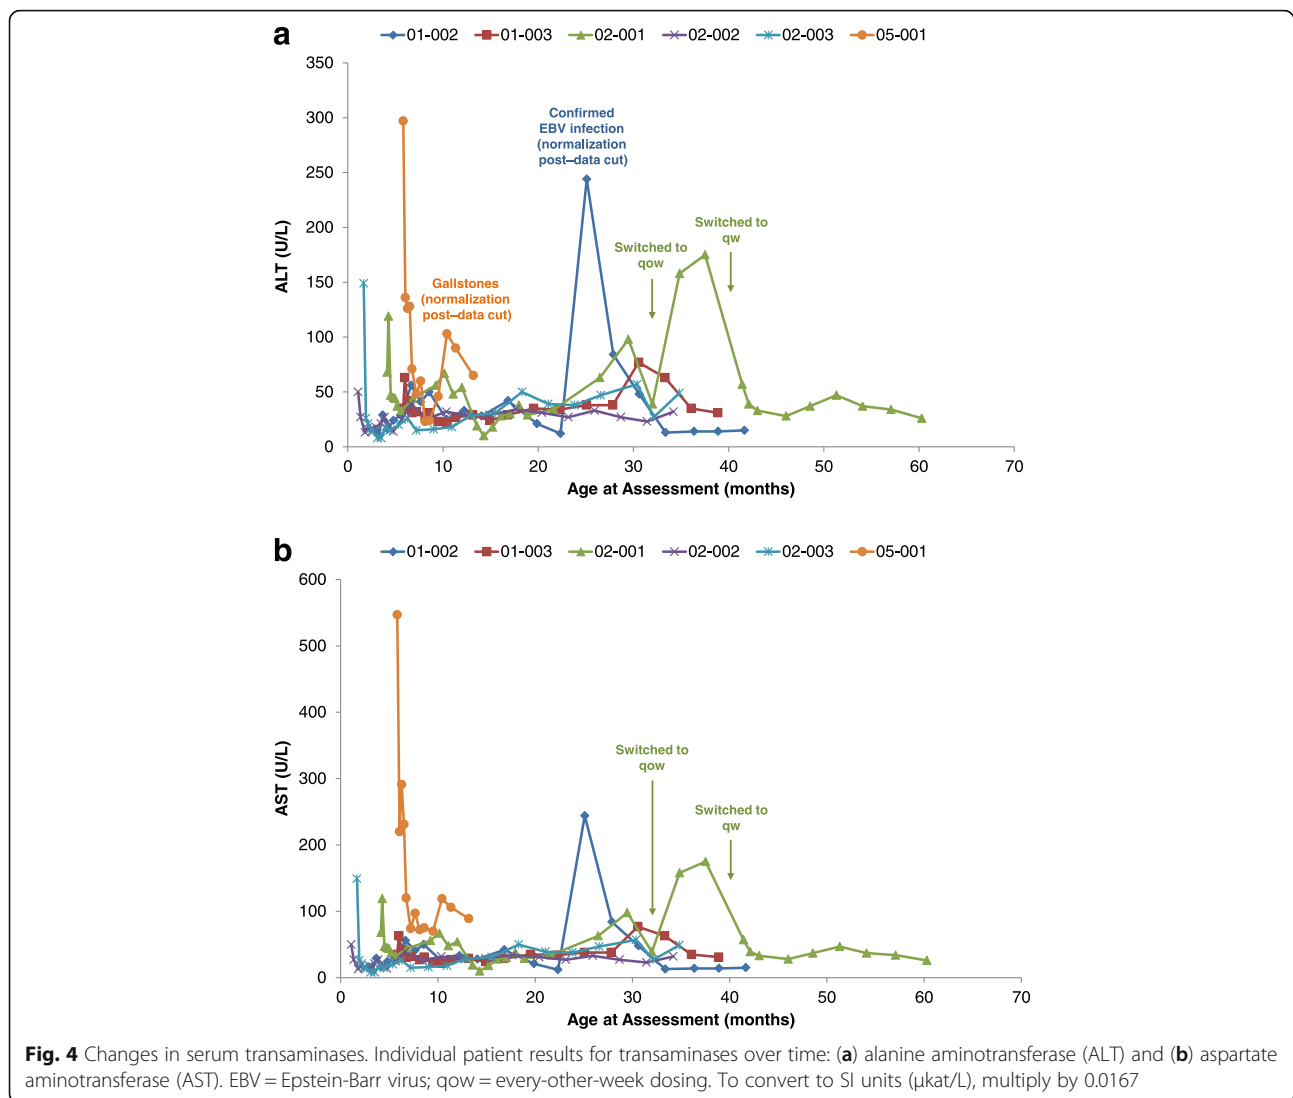 a
01-002 01-003 02-001 02-002 02-003 05-001
350
300
250
200
150
100
50
0
ALT (U/L)
Confirmed
EBV infection
(normalization
post–data cut)
Switched to
qw
Switched to
qow
Gallstones
(normalization
post–data cut)
0 10 20 30 40 50 60 70
Age at Assessment (months)
b
01-002 01-003 02-001 02-002 02-003 05-001
600
500
400
300
200
100
0
AST (U/L)
Switched to
qow
Switched to
qw
0 10 20 30 40 50 60 70
Age at Assessment (months)
Fig. 4 Changes in serum transaminases. Individual patient results for transaminases over time: (a) alanine aminotransferase (ALT) and (b) aspartate
aminotransferase (AST). EBV = Epstein-Barr virus; qow = every-other-week dosing. To convert to SI units (μkat/L), multiply by 0.0167